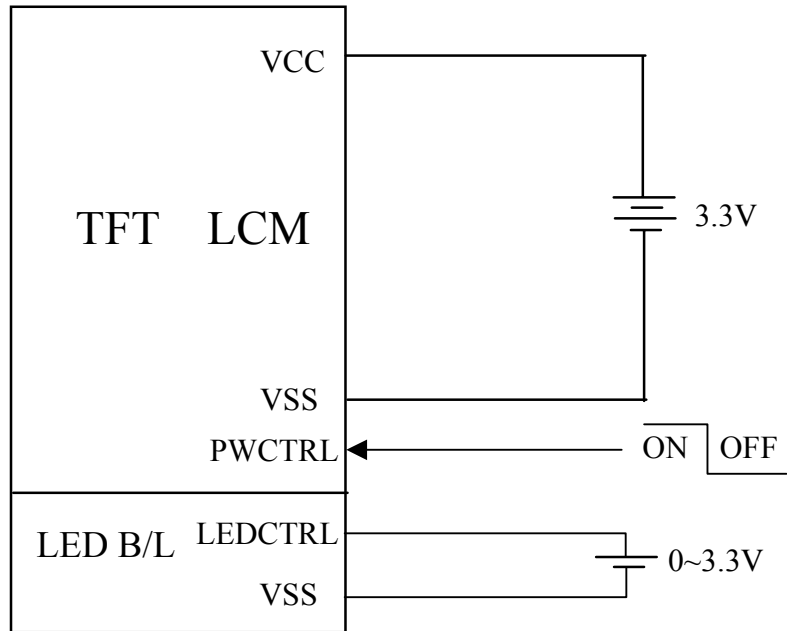 VCC
TFT LCM
3.3V
VSS
PWCTRL
ON OFF
LED B/L
LEDCTRL
0~3.3V
VSS